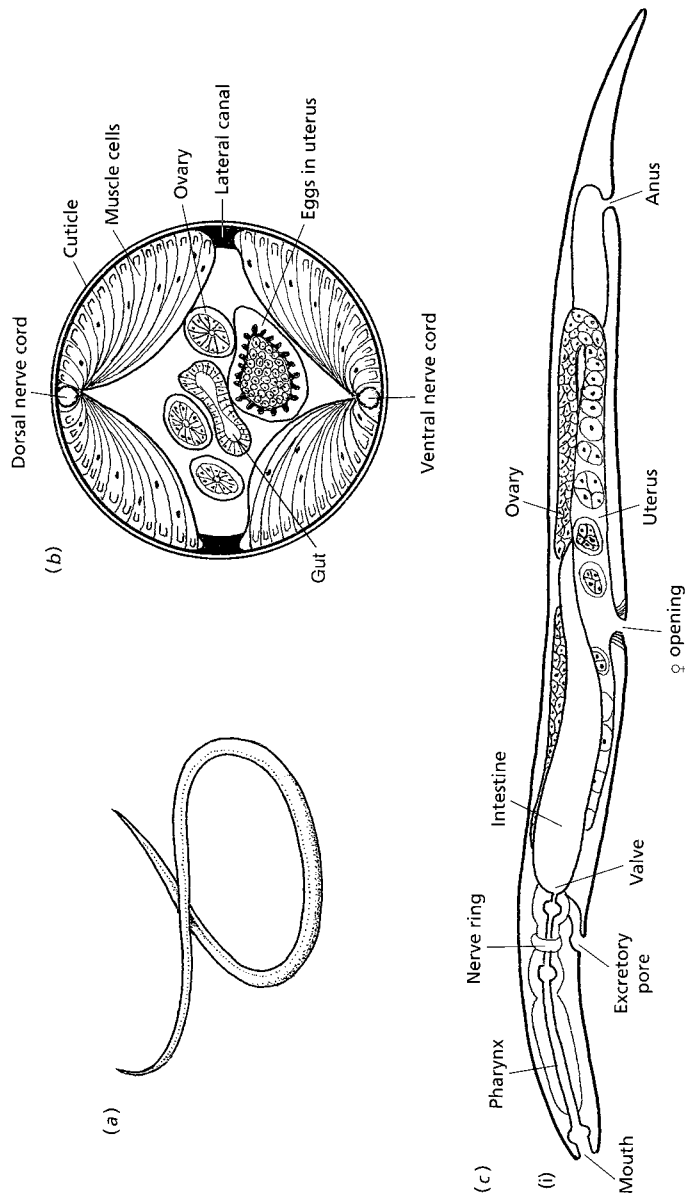 (a)
(b)
Dorsal nerve cord
Cuticle
Muscle cells
Ovary
Lateral canal
Eggs in uterus
Gut
Ventral nerve cord
(c)
(i)
Mouth
Pharynx
Nerve ring
Excretory
pore
Valve
Intestine
♀ opening
Ovary
Uterus
Anus